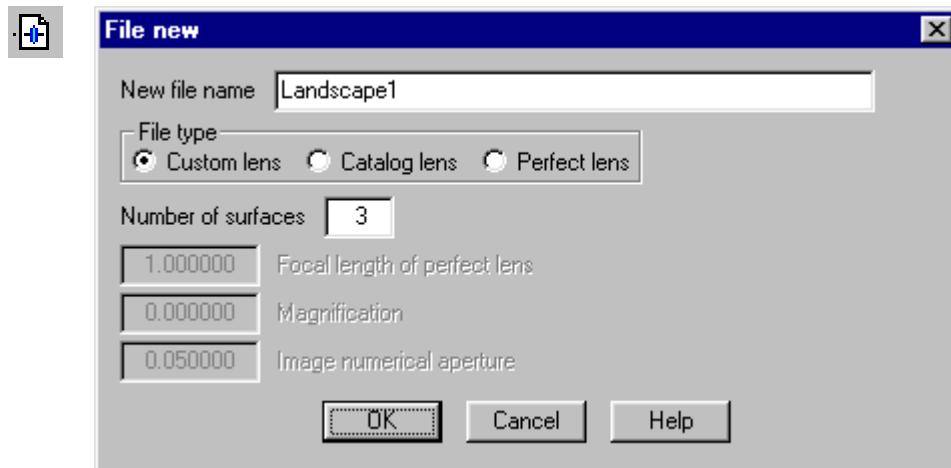 File new
New file name Landscape1
File type
Custom lens Catalog lens Perfect lens
Number of surfaces 3
1.000000 Focal length of perfect lens
0.000000 Magnification
0.050000 Image numerical aperture
OK Cancel Help